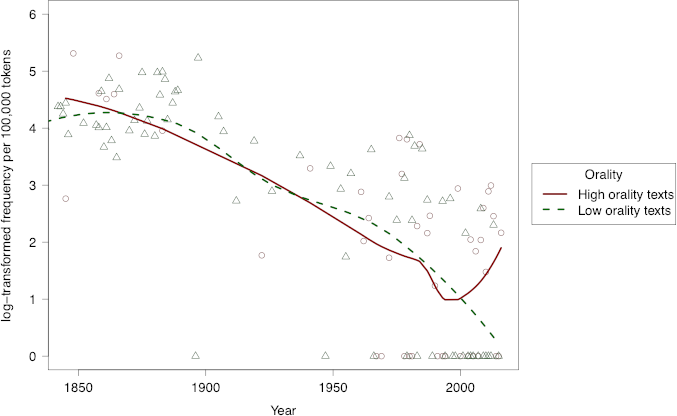 6
5
4
3
2
1
0
log−transformed frequency per 100,000 tokens
1850
1900
1950
2000
Year
Orality
High orality texts
Low orality texts